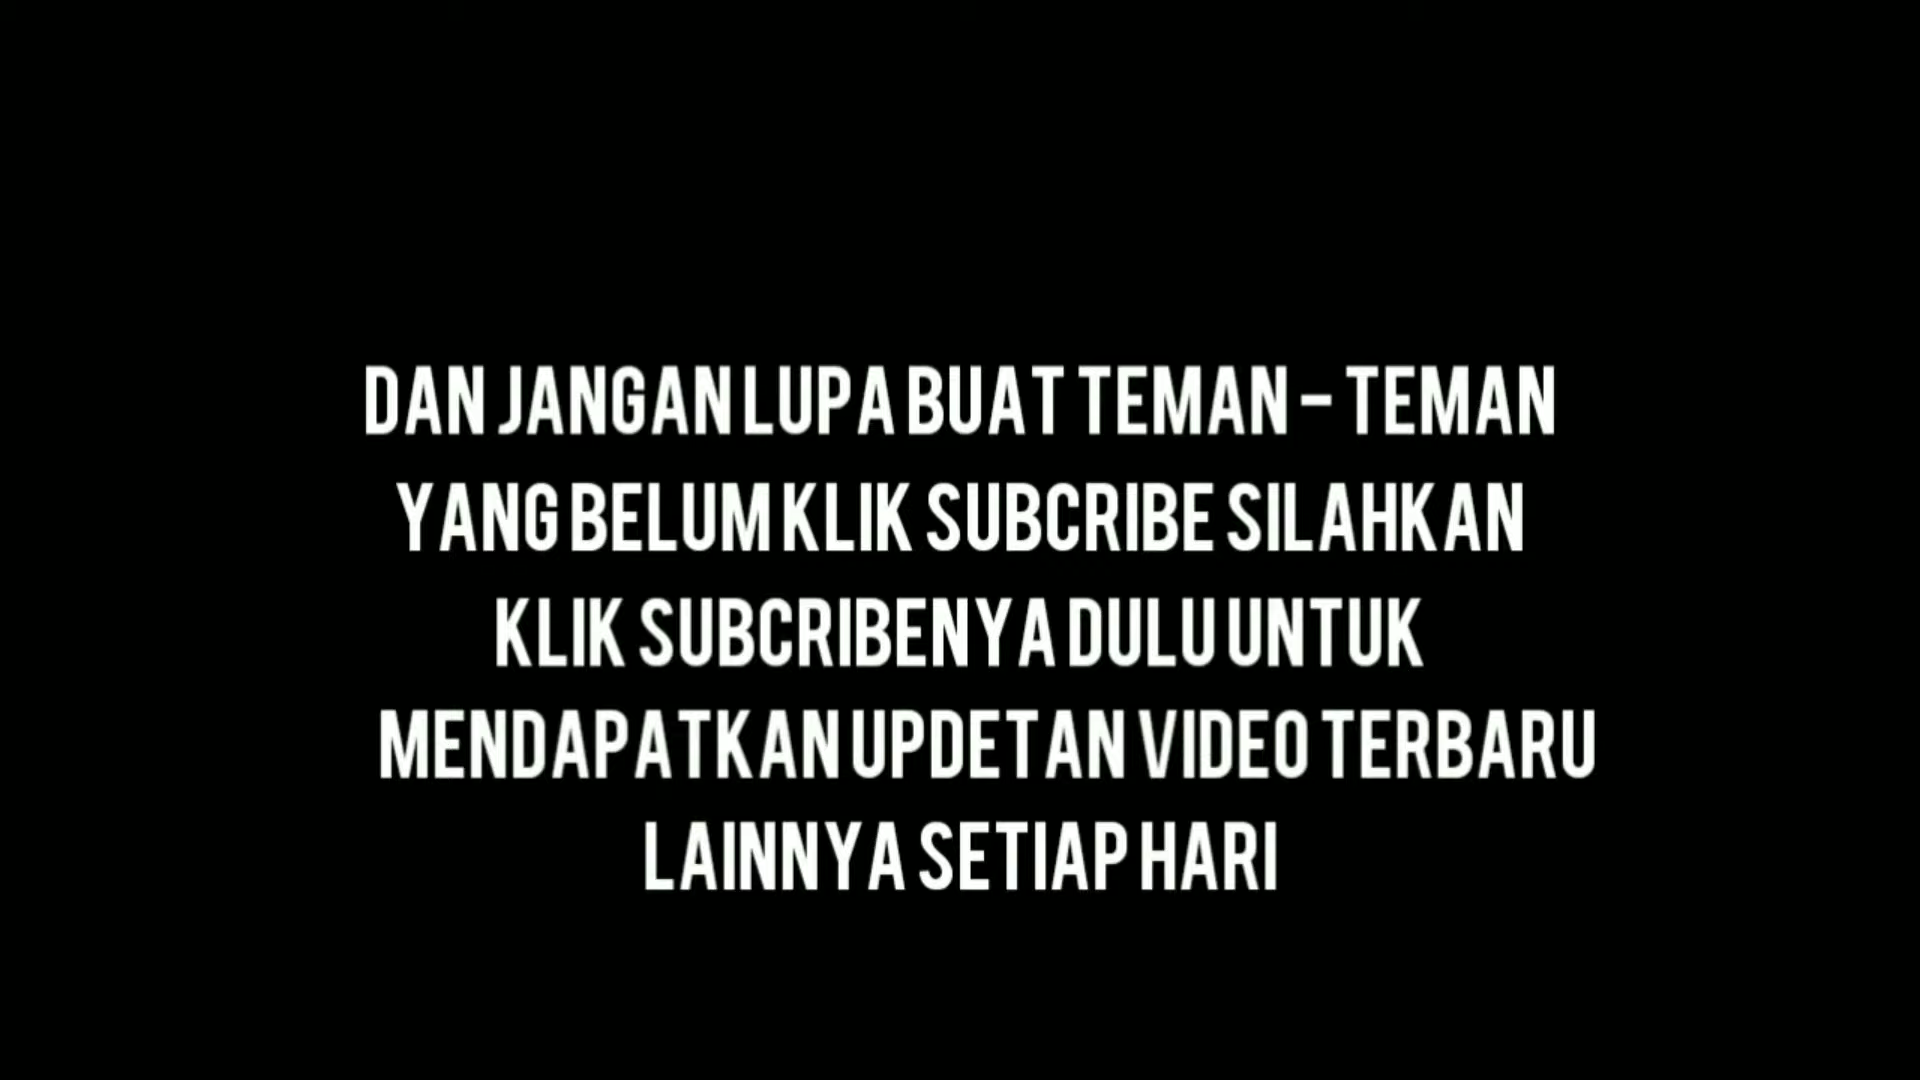 DAN JANGAN LUPA BUAT TEMAN - TEMAN
YANG BELUM KLIK SUBCRIBE SILAHKAN
KLIK SUBCRIBENYA DULU UNTUK
MENDAPATKAN UPDETAN VIDEO TERBARU
LAINNYA SETIAP HARI